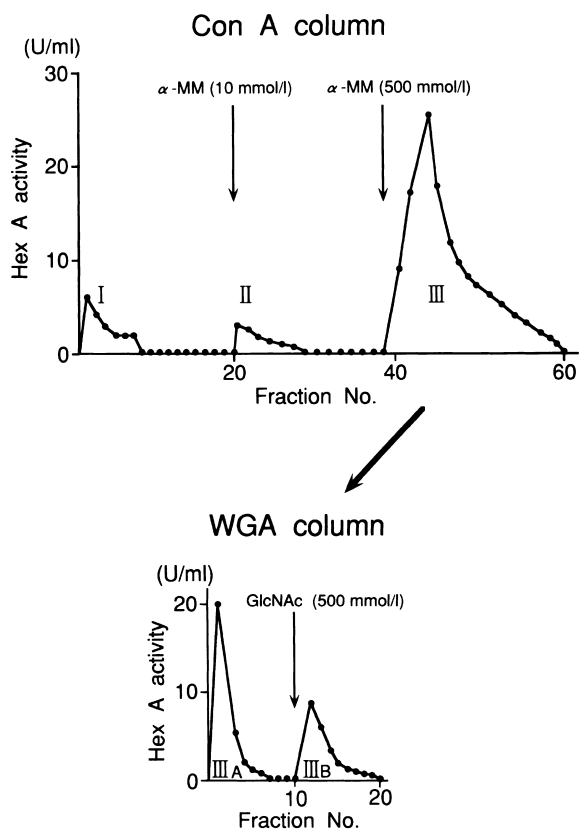 Con A column
(U/ml)
30
20
10
0
Hex A activity
α-MM (10 mmol/l)
α-MM (500 mmol/l)
I
II
III
20
40
60
Fraction No.
WGA column
(U/ml)
20
10
0
Hex A activity
GlcNAc (500 mmol/l)
IIIA
IIIB
10
20
Fraction No.